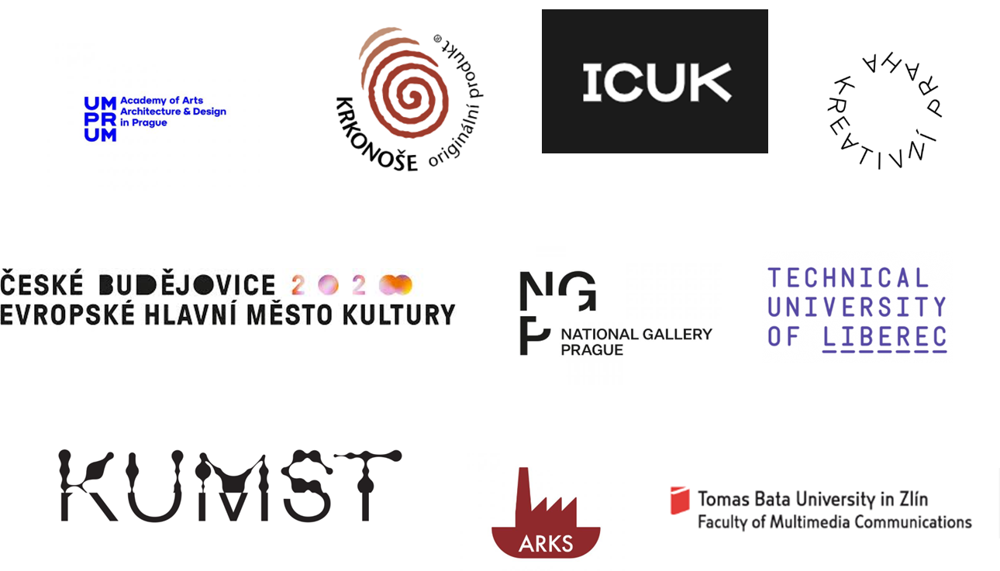 UM
PR
UM
Academy of Arts
Architecture & Design
in Prague
KRKONOŠE originální produkt®
ICUK
KREATIVNÍ PRAHA
ČESKÉ BUDĚJOVICE 2028
EVROPSKÉ HLAVNÍ MĚSTO KULTURY
NG
P
NATIONAL GALLERY
PRAGUE
TECHNICAL
UNIVERSITY
OF LIBEREC
KUMST
ARKS
Tomas Bata University in Zlín
Faculty of Multimedia Communications